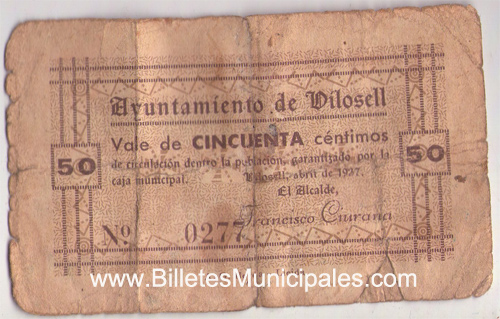 Ayuntamiento de Vilosell
Vale de CINCUENTA céntimos
50
de circulación dentro la población, garantizado por la
50
caja municipal. Vilosell, abril de 1937.
El Alcalde,
Francisco Ciurana
Nº 0277
www.BilletesMunicipales.com